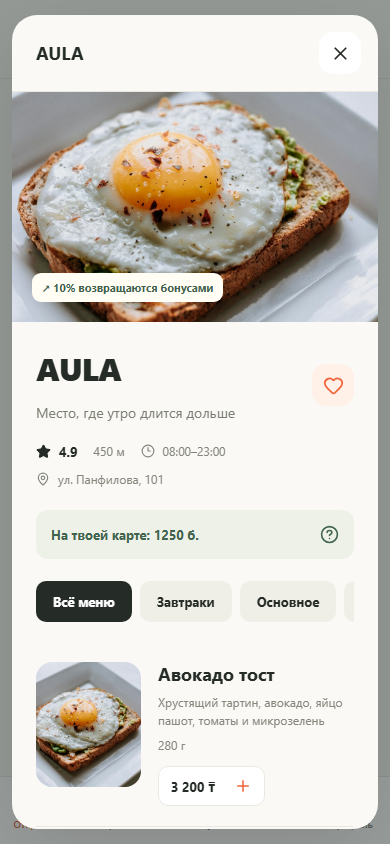 AULA
↗ 10% возвращаются бонусами
AULA
Место, где утро длится дольше
4.9 450 м 08:00–23:00
ул. Панфилова, 101
На твоей карте: 1250 б.
Всё меню Завтраки Основное
Авокадо тост
Хрустящий тартин, авокадо, яйцо
пашот, томаты и микрозелень
280 г
3 200 ₸ +